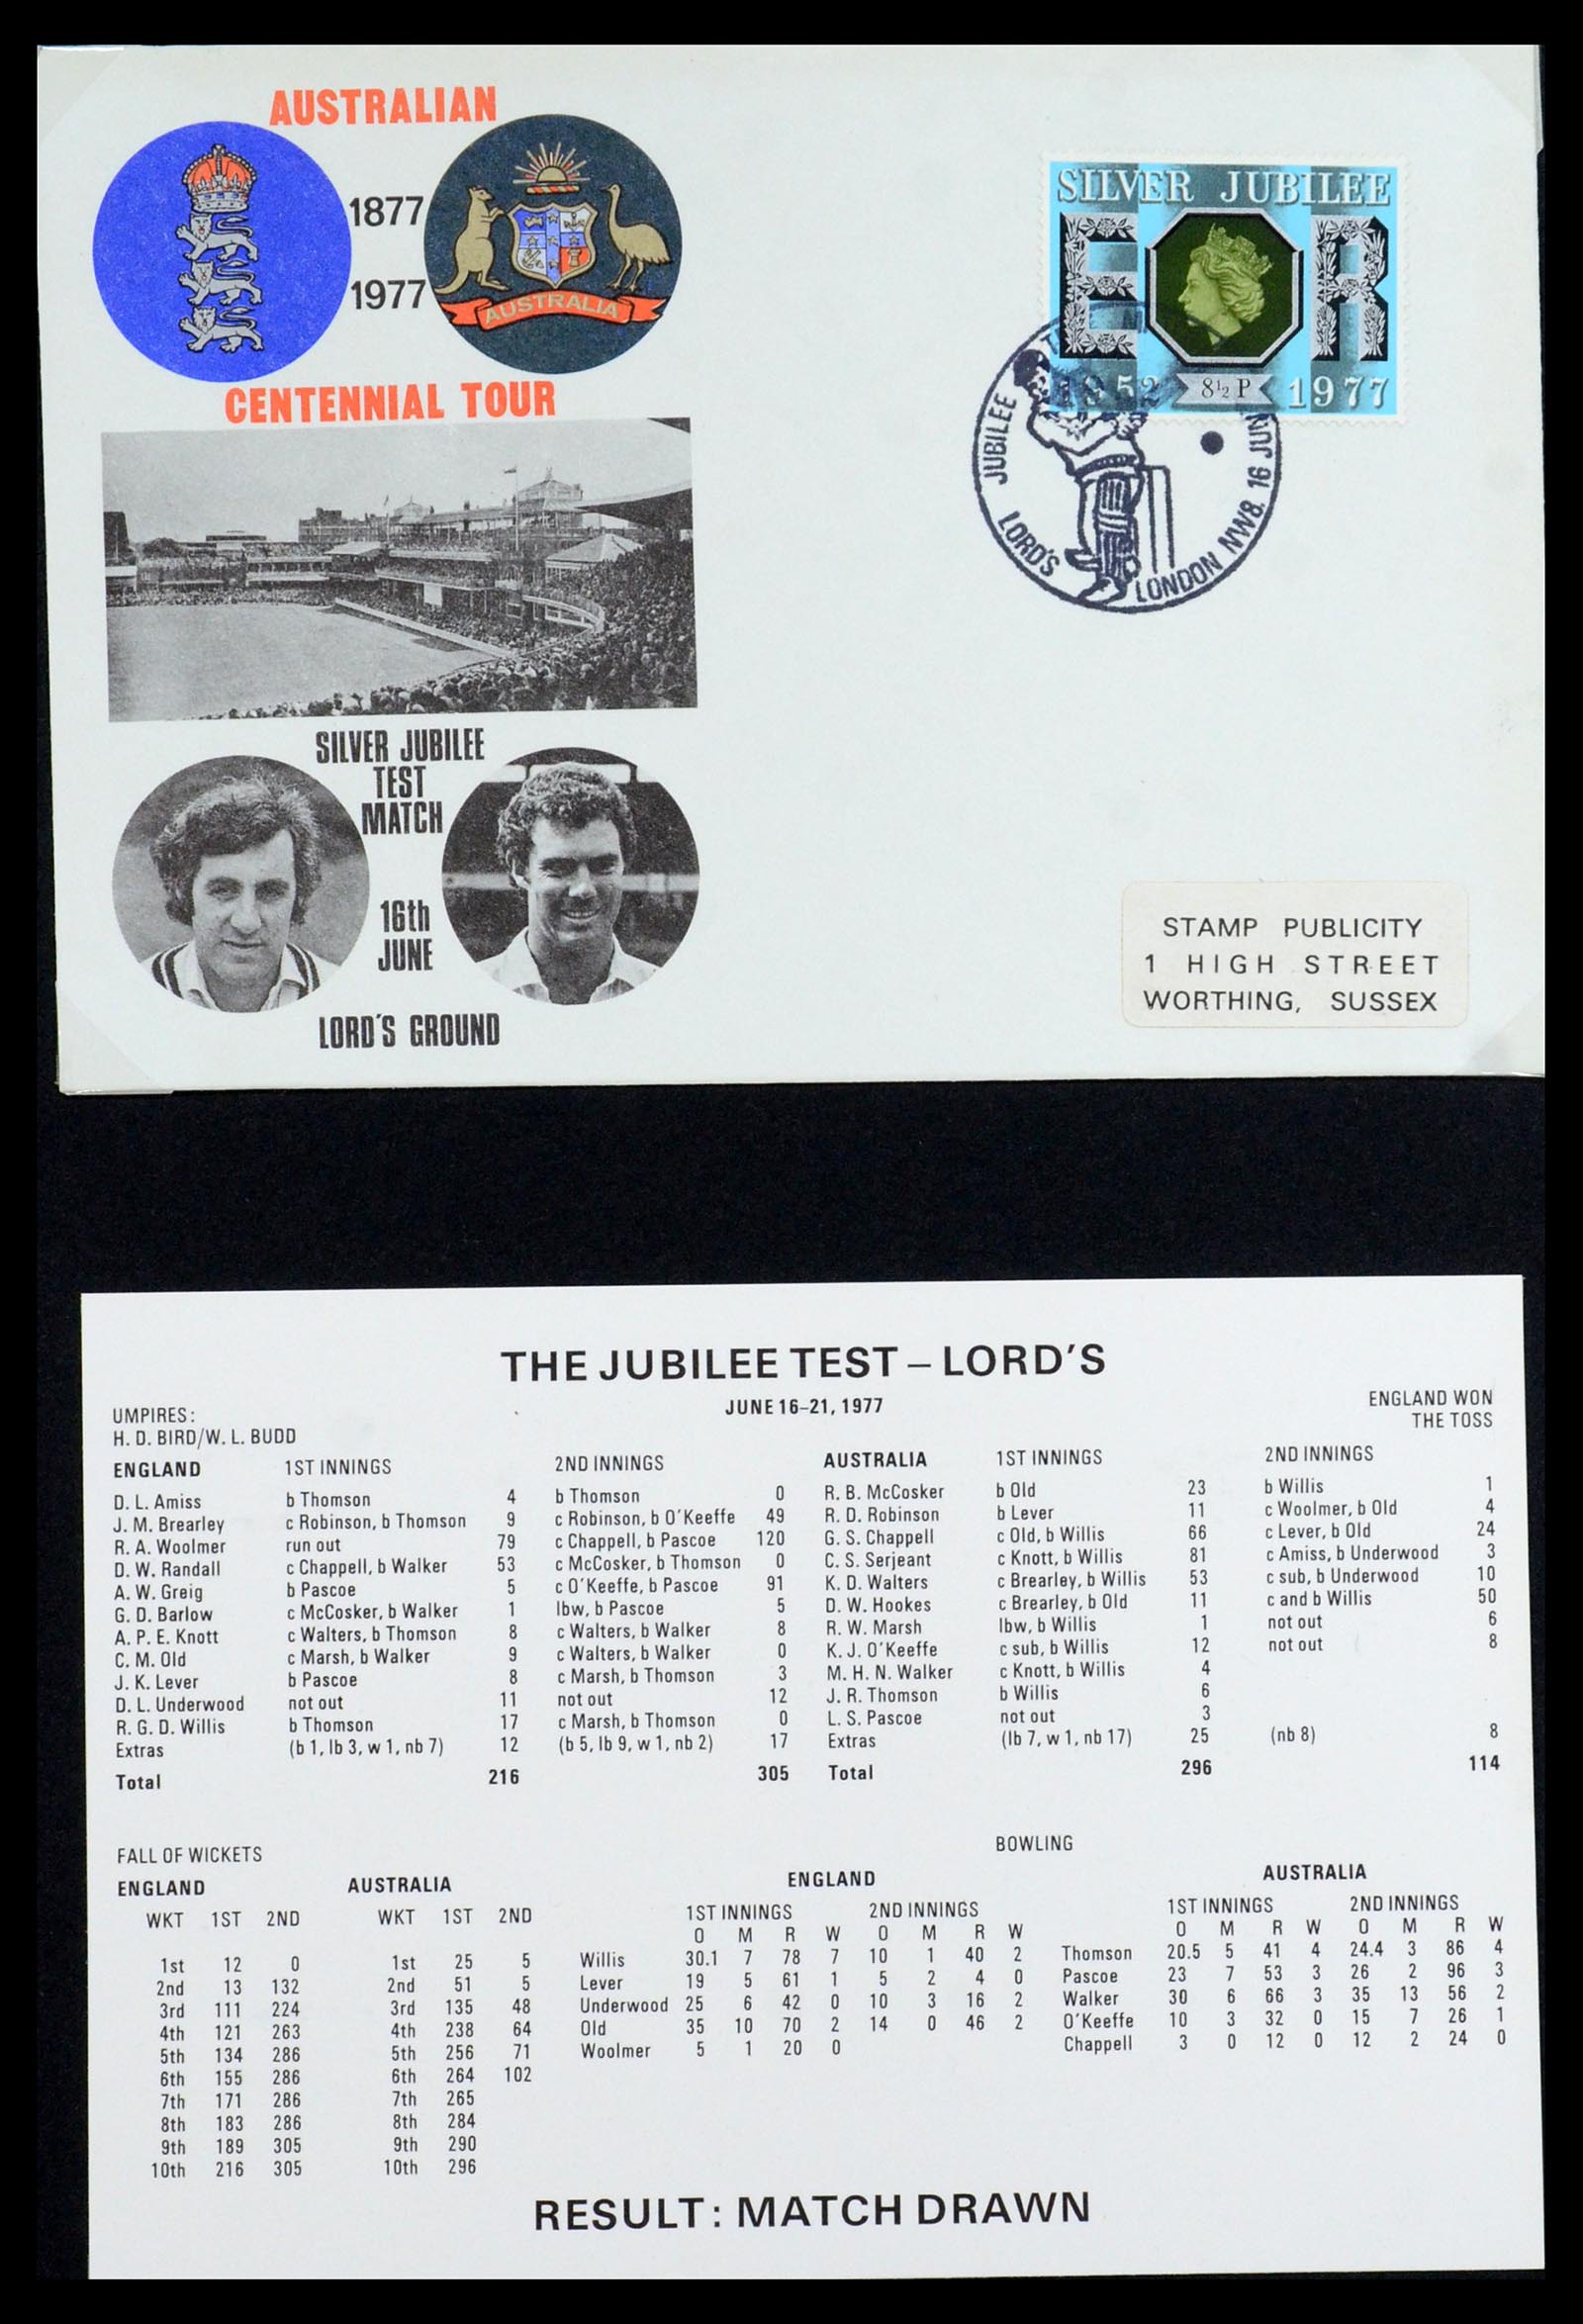 AUSTRALIAN
1877
1977
AUSTRALIA
CENTENNIAL TOUR
SILVER JUBILEE
TEST
MATCH
16th
JUNE
LORD'S GROUND
SILVER JUBILEE
E R
1952 8½P 1977
JUBILEE
LORD'S LONDON NW8. 16 JUN
STAMP PUBLICITY
1 HIGH STREET
WORTHING, SUSSEX
THE JUBILEE TEST – LORD'S
JUNE 16–21, 1977
UMPIRES:
H. D. BIRD/W. L. BUDD
ENGLAND WON
THE TOSS
ENGLAND 1ST INNINGS 2ND INNINGS
D. L. Amiss b Thomson 4 b Thomson 0
J. M. Brearley c Robinson, b Thomson 9 c Robinson, b O'Keeffe 49
R. A. Woolmer run out 79 c Chappell, b Pascoe 120
D. W. Randall c Chappell, b Walker 53 c McCosker, b Thomson 0
A. W. Greig b Pascoe 5 c O'Keeffe, b Pascoe 91
G. D. Barlow c McCosker, b Walker 1 lbw, b Pascoe 5
A. P. E. Knott c Walters, b Thomson 8 c Walters, b Walker 8
C. M. Old c Marsh, b Walker 9 c Walters, b Walker 0
J. K. Lever b Pascoe 8 c Marsh, b Thomson 3
D. L. Underwood not out 11 not out 12
R. G. D. Willis b Thomson 17 c Marsh, b Thomson 0
Extras (b 1, lb 3, w 1, nb 7) 12 (b 5, lb 9, w 1, nb 2) 17
Total 216 305
AUSTRALIA 1ST INNINGS 2ND INNINGS
R. B. McCosker b Old 23 b Willis 1
R. D. Robinson b Lever 11 c Woolmer, b Old 4
G. S. Chappell c Old, b Willis 66 c Lever, b Old 24
C. S. Serjeant c Knott, b Willis 81 c Amiss, b Underwood 3
K. D. Walters c Brearley, b Willis 53 c sub, b Underwood 10
D. W. Hookes c Brearley, b Old 11 c and b Willis 50
R. W. Marsh lbw, b Willis 1 not out 6
K. J. O'Keeffe c sub, b Willis 12 not out 8
M. H. N. Walker c Knott, b Willis 4
J. R. Thomson b Willis 6
L. S. Pascoe not out 3
Extras (lb 7, w 1, nb 17) 25 (nb 8) 8
Total 296 114
FALL OF WICKETS
ENGLAND
WKT 1ST 2ND
1st 12 0
2nd 13 132
3rd 111 224
4th 121 263
5th 134 286
6th 155 286
7th 171 286
8th 183 286
9th 189 305
10th 216 305
AUSTRALIA
WKT 1ST 2ND
1st 25 5
2nd 51 5
3rd 135 48
4th 238 64
5th 256 71
6th 264 102
7th 265
8th 284
9th 290
10th 296
BOWLING
ENGLAND
1ST INNINGS 2ND INNINGS
O M R W O M R W
Willis 30.1 7 78 7 10 1 40 2
Lever 19 5 61 1 5 2 4 0
Underwood 25 6 42 0 10 3 16 2
Old 35 10 70 2 14 0 46 2
Woolmer 5 1 20 0
AUSTRALIA
1ST INNINGS 2ND INNINGS
O M R W O M R W
Thomson 20.5 5 41 4 24.4 3 86 4
Pascoe 23 7 53 3 26 2 96 3
Walker 30 6 66 3 35 13 56 2
O'Keeffe 10 3 32 0 15 7 26 1
Chappell 3 0 12 0 12 2 24 0
RESULT: MATCH DRAWN